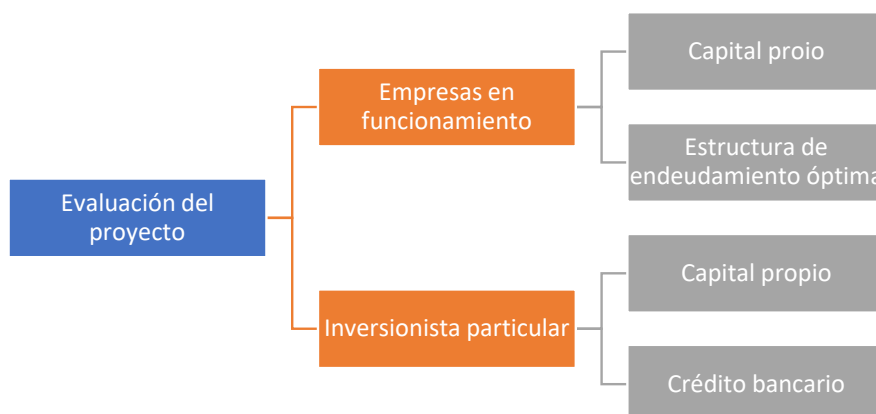 Evaluación del
proyecto
Empresas en
funcionamiento
Capital proio
Estructura de
endeudamiento óptima
Inversionista particular
Capital propio
Crédito bancario